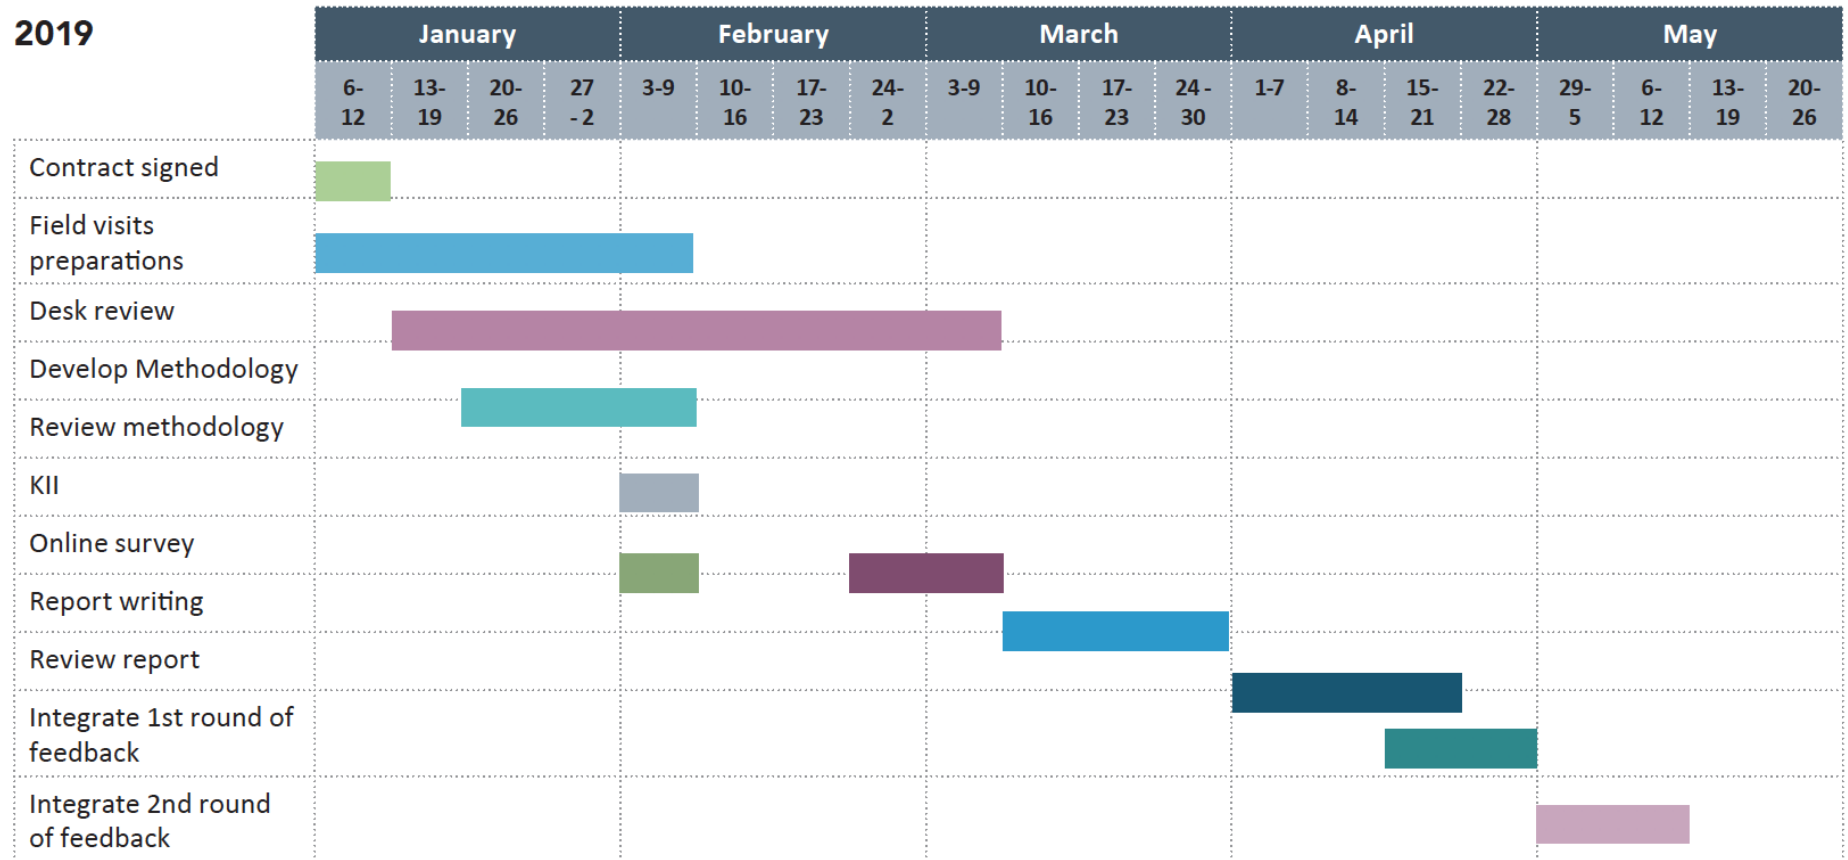 2019
January February March April May
6- 13- 20- 27 3-9 10- 17- 24- 3-9 10- 17- 24 - 1-7 8- 15- 22- 29- 6- 13- 20-
12 19 26 - 2 16 23 2 16 23 30 14 21 28 5 12 19 26
Contract signed
Field visits
preparations
Desk review
Develop Methodology
Review methodology
KII
Online survey
Report writing
Review report
Integrate 1st round of
feedback
Integrate 2nd round
of feedback